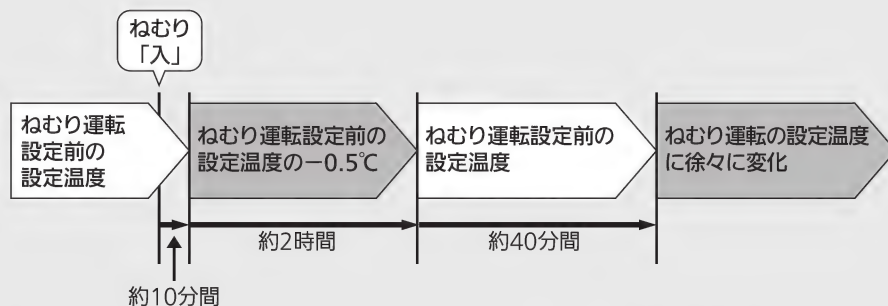 ねむり
「入」
ねむり運転
設定前の
設定温度
ねむり運転設定前の
設定温度の－0.5℃
ねむり運転設定前の
設定温度
ねむり運転の設定温度
に徐々に変化
約2時間
約40分間
約10分間